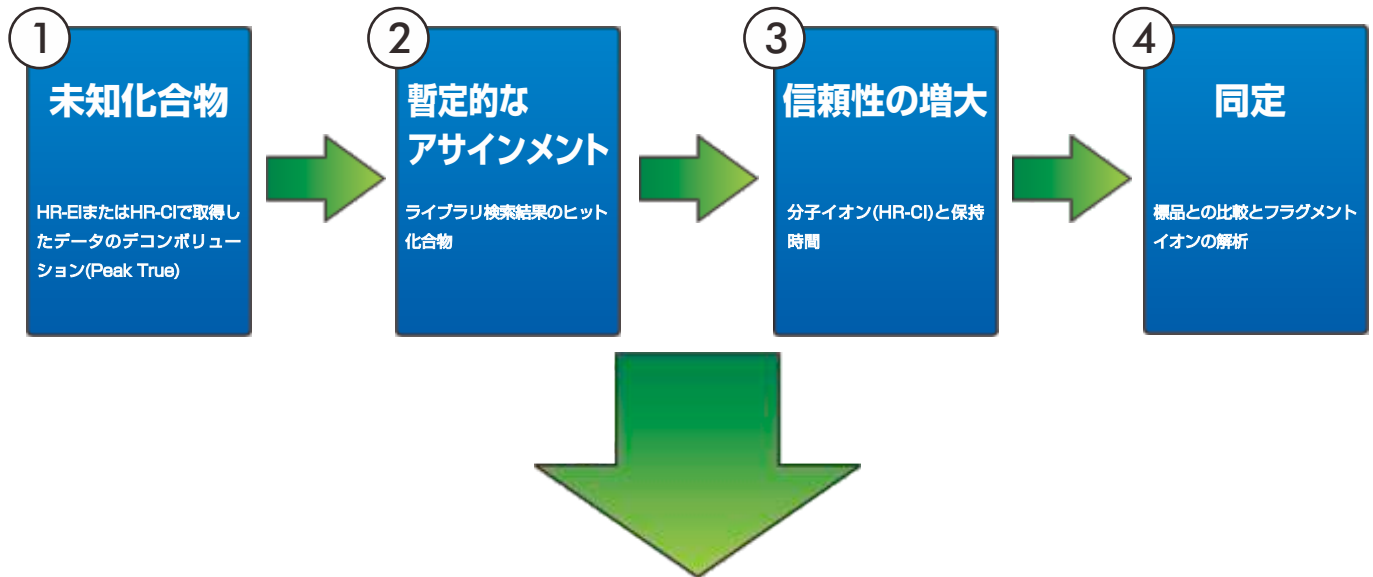 1
未知化合物
HR-EIまたはHR-CIで取得し
たデータのデコンボリュー
ション(Peak True)
2
暫定的な
アサインメント
ライブラリ検索結果のヒット
化合物
3
信頼性の増大
分子イオン(HR-CI)と保持
時間
4
同定
標品との比較とフラグメント
イオンの解析